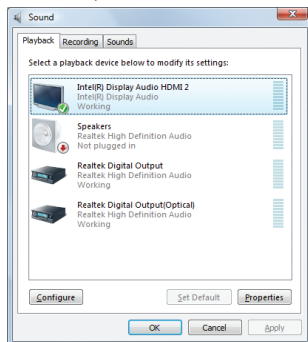 Sound
Playback Recording Sounds
Select a playback device below to modify its settings:
Intel(R) Display Audio HDMI 2
Intel(R) Display Audio
Working
Speakers
Realtek High Definition Audio
Not plugged in
Realtek Digital Output
Realtek High Definition Audio
Working
Realtek Digital Output(Optical)
Realtek High Definition Audio
Working
Configure Set Default Properties
OK Cancel Apply